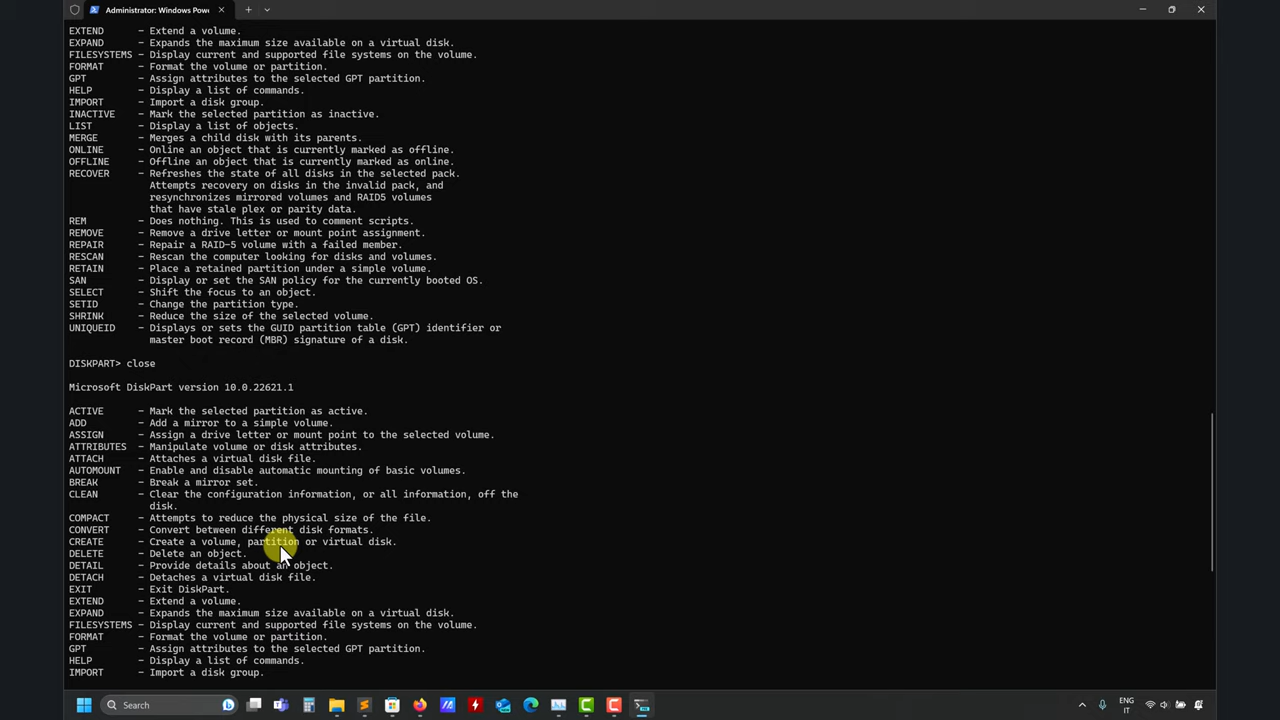 Administrator: Windows Pow
EXTEND - Extend a volume.
EXPAND - Expands the maximum size available on a virtual disk.
FILESYSTEMS - Display current and supported file systems on the volume.
FORMAT - Format the volume or partition.
GPT - Assign attributes to the selected GPT partition.
HELP - Display a list of commands.
IMPORT - Import a disk group.
INACTIVE - Mark the selected partition as inactive.
LIST - Display a list of objects.
MERGE - Merges a child disk with its parents.
ONLINE - Online an object that is currently marked as offline.
OFFLINE - Offline an object that is currently marked as online.
RECOVER - Refreshes the state of all disks in the selected pack.
Attempts recovery on disks in the invalid pack, and
resynchronizes mirrored volumes and RAID5 volumes
that have stale plex or parity data.
REM - Does nothing. This is used to comment scripts.
REMOVE - Remove a drive letter or mount point assignment.
REPAIR - Repair a RAID-5 volume with a failed member.
RESCAN - Rescan the computer looking for disks and volumes.
RETAIN - Place a retained partition under a simple volume.
SAN - Display or set the SAN policy for the currently booted OS.
SELECT - Shift the focus to an object.
SETID - Change the partition type.
SHRINK - Reduce the size of the selected volume.
UNIQUEID - Displays or sets the GUID partition table (GPT) identifier or
master boot record (MBR) signature of a disk.
DISKPART> close
Microsoft DiskPart version 10.0.22621.1
ACTIVE - Mark the selected partition as active.
ADD - Add a mirror to a simple volume.
ASSIGN - Assign a drive letter or mount point to the selected volume.
ATTRIBUTES - Manipulate volume or disk attributes.
ATTACH - Attaches a virtual disk file.
AUTOMOUNT - Enable and disable automatic mounting of basic volumes.
BREAK - Break a mirror set.
CLEAN - Clear the configuration information, or all information, off the
disk.
COMPACT - Attempts to reduce the physical size of the file.
CONVERT - Convert between different disk formats.
CREATE - Create a volume, partition or virtual disk.
DELETE - Delete an object.
DETAIL - Provide details about an object.
DETACH - Detaches a virtual disk file.
EXIT - Exit DiskPart.
EXTEND - Extend a volume.
EXPAND - Expands the maximum size available on a virtual disk.
FILESYSTEMS - Display current and supported file systems on the volume.
FORMAT - Format the volume or partition.
GPT - Assign attributes to the selected GPT partition.
HELP - Display a list of commands.
IMPORT - Import a disk group.
Search
ENG
IT